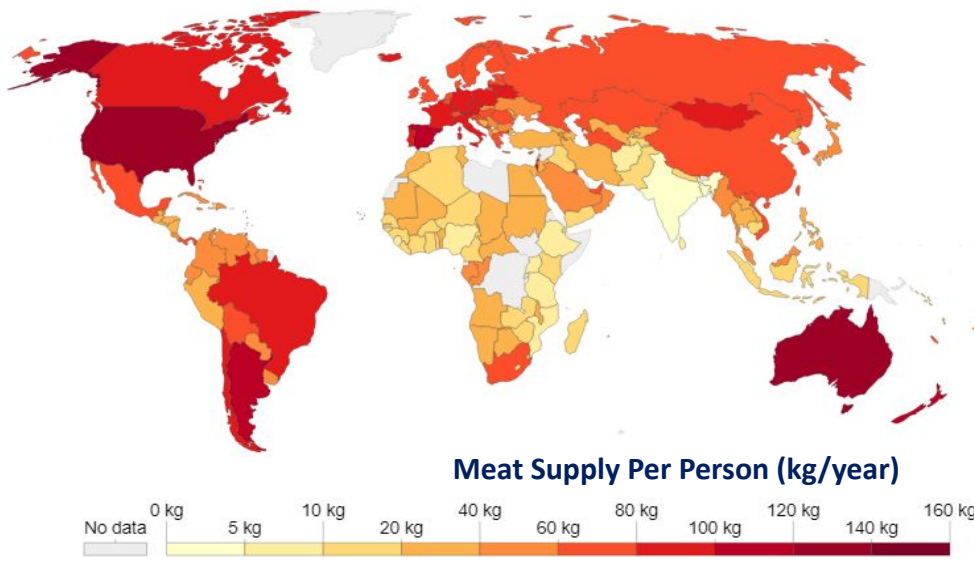 Meat Supply Per Person (kg/year)
0 kg 10 kg 40 kg 80 kg 120 kg 160 kg
No data 5 kg 20 kg 60 kg 100 kg 140 kg